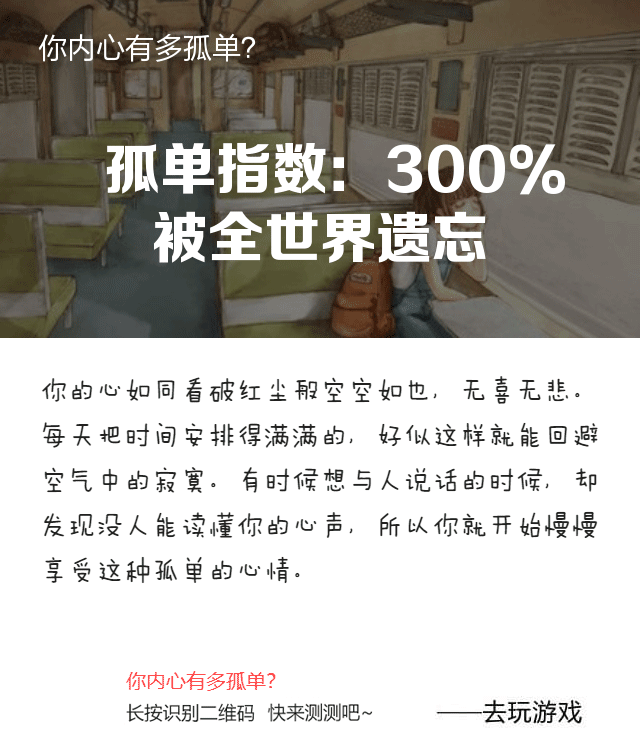 你内心有多孤单?
孤单指数: 300%
被全世界遗忘
你的心如同看破红尘般空空如也, 无喜无悲。
每天把时间安排得满满的, 好似这样就能回避
空气中的寂寞。有时候想与人说话的时候, 却
发现没人能读懂你的心声, 所以你就开始慢慢
享受这种孤单的心情。
你内心有多孤单?
长按识别二维码 快来测测吧~
——去玩游戏